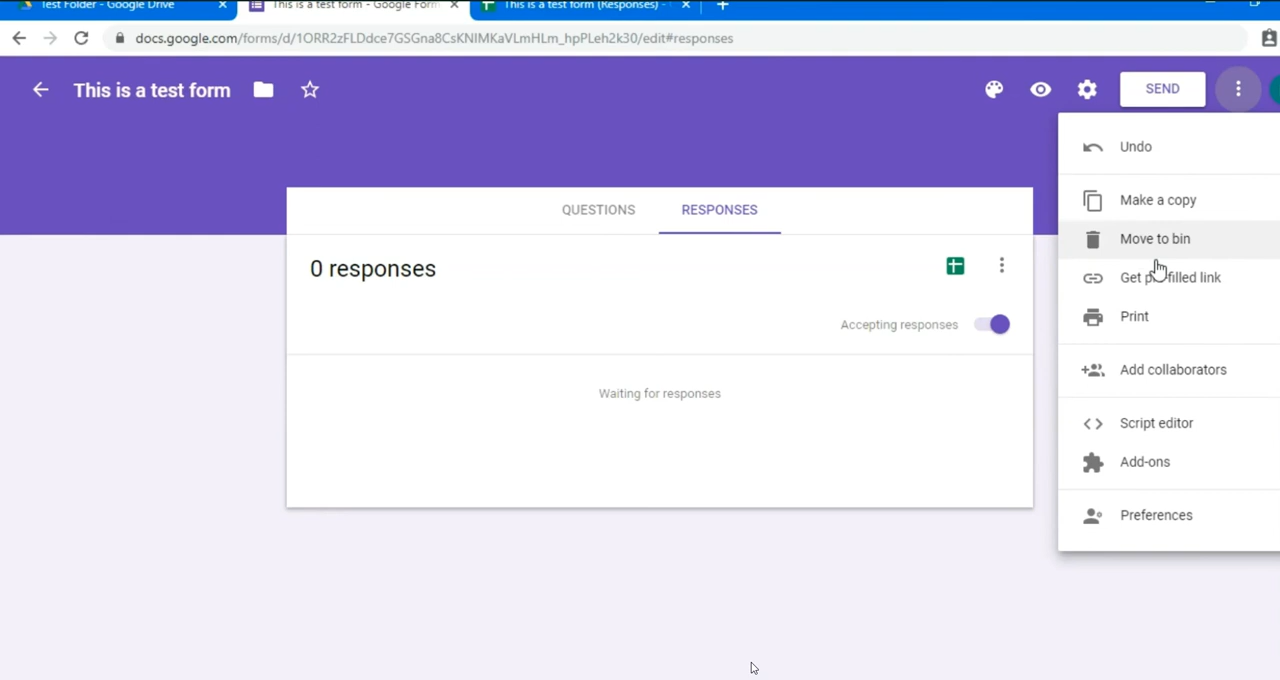 Test Folder - Google Drive
This is a test form - Google Form
This is a test form (Responses) -
docs.google.com/forms/d/1ORR2zFLDdce7GSGna8CsKNIMKaVLmHLm_hpPLeh2k30/edit#responses
This is a test form
SEND
Undo
Make a copy
Move to bin
Get pre-filled link
Print
Add collaborators
Script editor
Add-ons
Preferences
QUESTIONS
RESPONSES
0 responses
Accepting responses
Waiting for responses